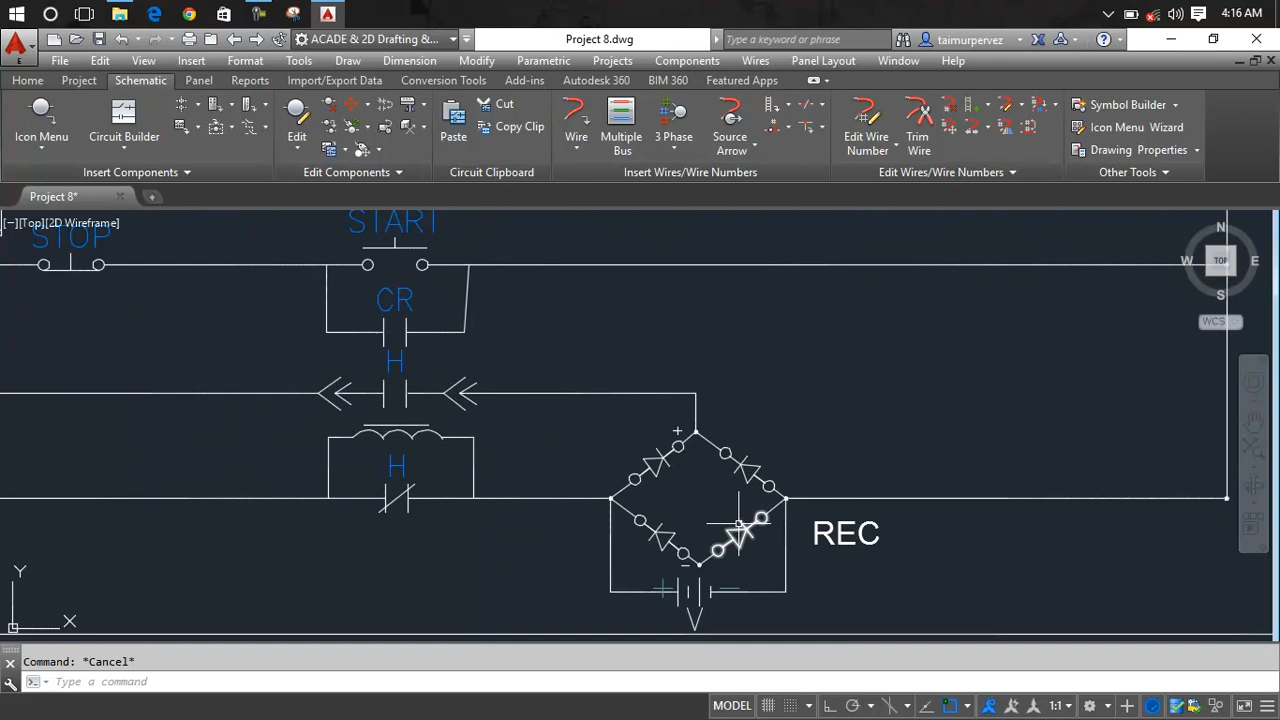 4:16 AM
ACADE & 2D Drafting &...
Project 8.dwg
Type a keyword or phrase
taimurpervez
E
File Edit View Insert Format Tools Draw Dimension Modify Parametric Projects Components Wires Panel Layout Window Help
Home Project Schematic Panel Reports Import/Export Data Conversion Tools Add-ins Autodesk 360 BIM 360 Featured Apps
Icon Menu
Circuit Builder
Edit
Paste
Cut
Copy Clip
Wire
Multiple Bus
3 Phase
Source Arrow
Edit Wire Number
Trim Wire
Symbol Builder
Icon Menu Wizard
Drawing Properties
Insert Components
Edit Components
Circuit Clipboard
Insert Wires/Wire Numbers
Edit Wires/Wire Numbers
Other Tools
Project 8*
[−][Top][2D Wireframe]
STOP
START
N
W
TOP
E
S
WCS
CR
H
+
H
REC
−
+
−
Y
X
Command: *Cancel*
Type a command
MODEL
1:1